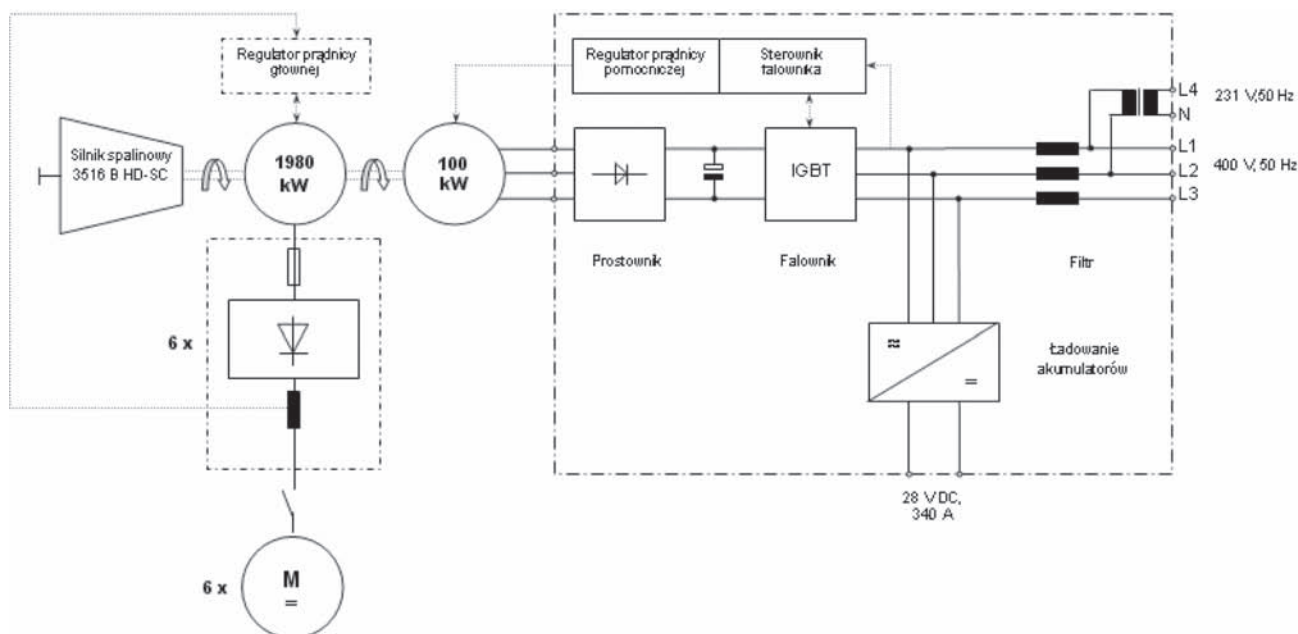 Regulator prądnicy
głownej
Regulator prądnicy
pomocniczej
Sterownik
falownika
Silnik spalinowy
3516 B HD-SC
1980
kW
100
kW
IGBT
L4
N
L1
L2
L3
231 V,50 Hz
400 V, 50 Hz
Prostownik
Falownik
Filtr
6 x
≈
=
Ładowanie
akumulatorów
28 V DC,
340 A
6 x
M
=